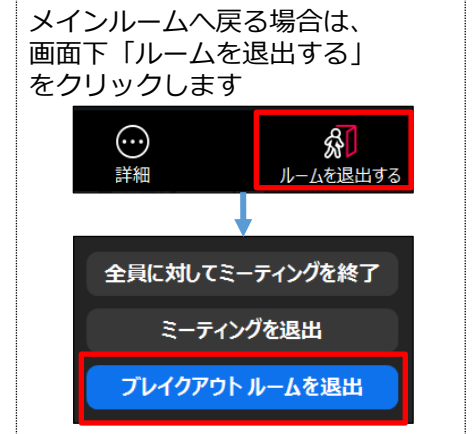 メインルームへ戻る場合は、
画面下「ルームを退出する」
をクリックします
詳細
ルームを退出する
全員に対してミーティングを終了
ミーティングを退出
ブレイクアウト ルームを退出